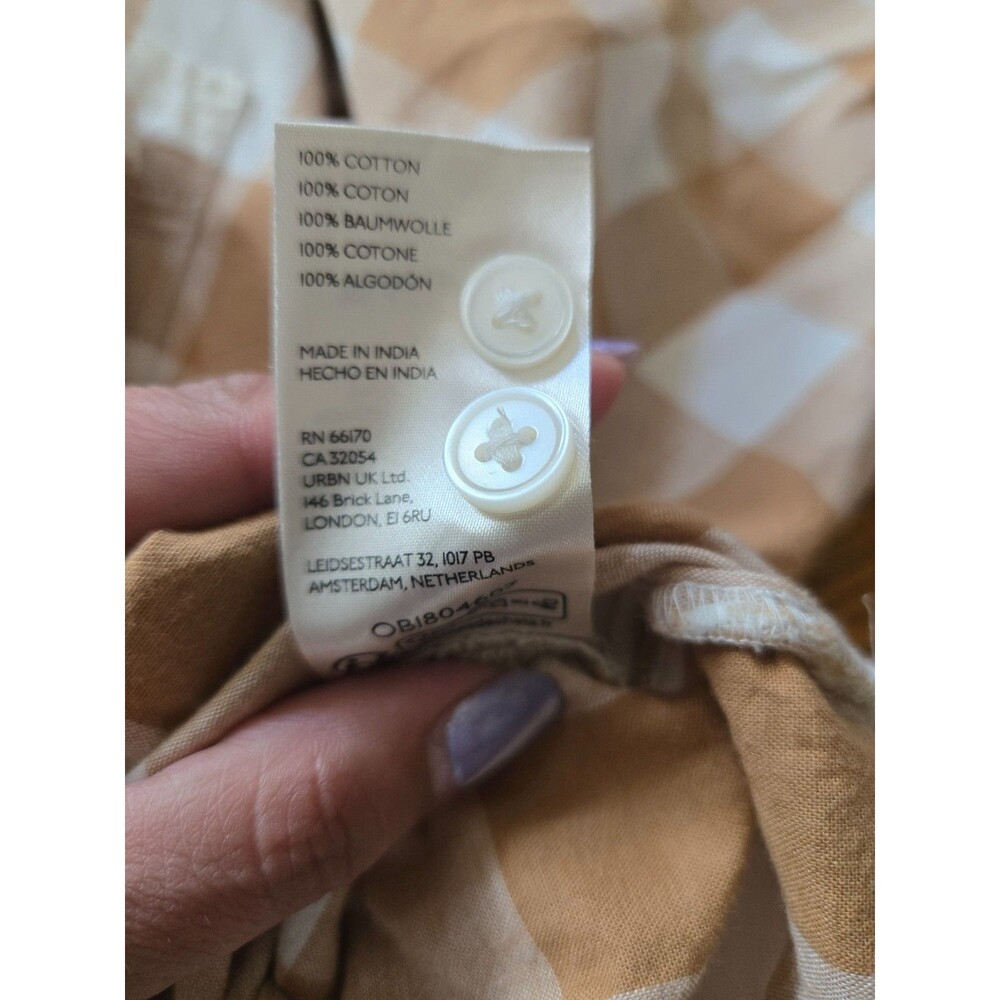 100% COTTON
100% COTON
100% BAUMWOLLE
100% COTONE
100% ALGODÓN
MADE IN INDIA
HECHO EN INDIA
RN 66170
CA 32054
URBN UK Ltd.
146 Brick Lane,
LONDON, E1 6RU
LEIDSESTRAAT 32, 1017 PB
AMSTERDAM, NETHERLANDS